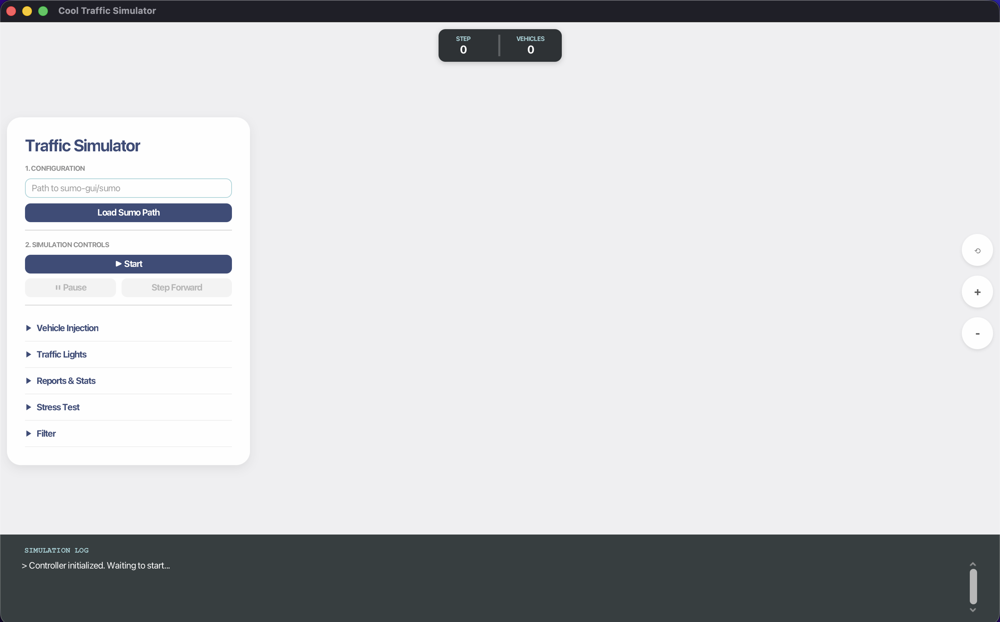 Cool Traffic Simulator
STEP VEHICLES
0 0
Traffic Simulator
1. CONFIGURATION
Path to sumo-gui/sumo
Load Sumo Path
2. SIMULATION CONTROLS
Start
Pause Step Forward
Vehicle Injection
Traffic Lights
Reports & Stats
Stress Test
Filter
+
-
SIMULATION LOG
> Controller initialized. Waiting to start...